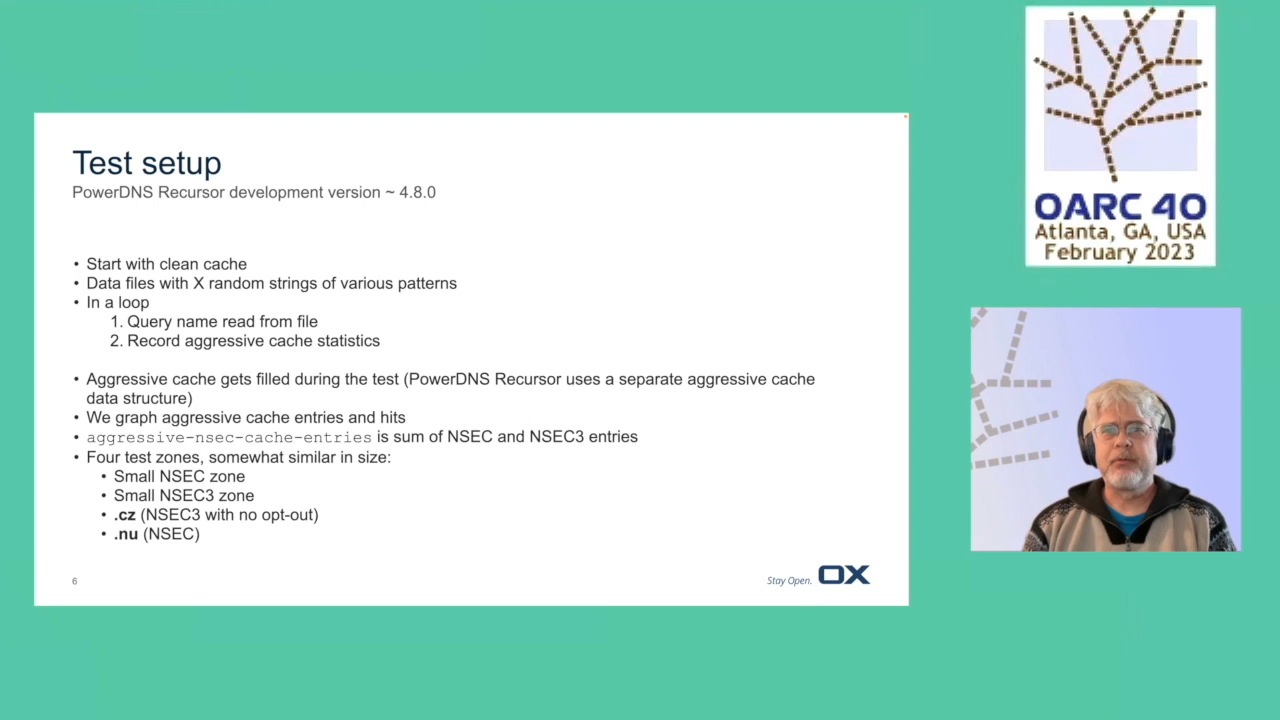 Test setup
PowerDNS Recursor development version ~ 4.8.0
• Start with clean cache
• Data files with X random strings of various patterns
• In a loop
1. Query name read from file
2. Record aggressive cache statistics
• Aggressive cache gets filled during the test (PowerDNS Recursor uses a separate aggressive cache
data structure)
• We graph aggressive cache entries and hits
• aggressive-nsec-cache-entries is sum of NSEC and NSEC3 entries
• Four test zones, somewhat similar in size:
• Small NSEC zone
• Small NSEC3 zone
• .cz (NSEC3 with no opt-out)
• .nu (NSEC)
6
Stay Open. OX
OARC 40
Atlanta, GA, USA
February 2023